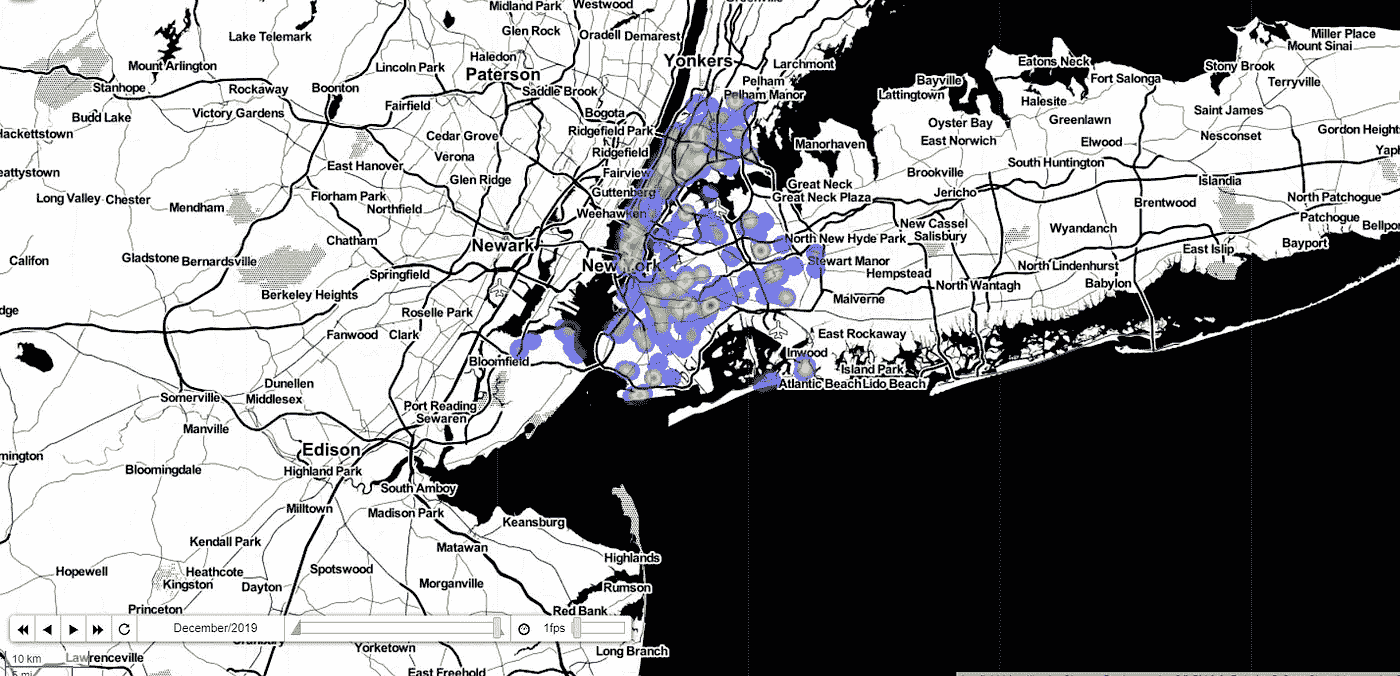 Midland Park
Westwood
Glen Rock
Oradell
Demarest
Lake Telemark
Miller Place
Mount Sinai
Haledon
Yonkers
Larchmont
Eatons Neck
Stony Brook
Mount Arlington
Lincoln Park
Paterson
Saddle Brook
Pelham
Pelham Manor
Bayville
Lattingtown
Fort Salonga
Terryville
Stanhope
Rockaway
Boonton
Fairfield
Halesite
Saint James
Budd Lake
Victory Gardens
Bogota
Oyster Bay
Greenlawn
Hackettstown
Cedar Grove
Ridgefield Park
East Norwich
Elwood
Nesconset
Gordon Height
East Hanover
Verona
Ridgefield
Manorhaven
South Huntington
Yaph
eattystown
Glen Ridge
Fairview
Brookville
Islandia
Long Valley
Chester
Mendham
Florham Park
Northfield
Guttenberg
Great Neck
Great Neck Plaza
Jericho
Brentwood
North Patchogue
Weehawken
New Cassel
Salisbury
Wyandanch
Patchogue
Bellpor
Chatham
Newark
North New Hyde Park
East Islip
Bayport
Califon
Gladstone
Bernardsville
Springfield
New York
Stewart Manor
Hempstead
North Lindenhurst
Berkeley Heights
Malverne
North Wantagh
Babylon
dge
Roselle Park
Fanwood
Clark
East Rockaway
Bloomfield
Inwood
Island Park
Dunellen
Atlantic Beach
Lido Beach
Somerville
Middlesex
Port Reading
Sewaren
Manville
Edison
mington
Bloomingdale
Highland Park
South Amboy
Milltown
Madison Park
Keansburg
Kendall Park
Matawan
Highlands
Hopewell
Heathcote
Kingston
Dayton
Spotswood
Morganville
Rumson
Princeton
Red Bank
December/2019
1fps
Cranbury
Yorketown
Long Branch
10 km
Lawrenceville
5 mi
East Freehold